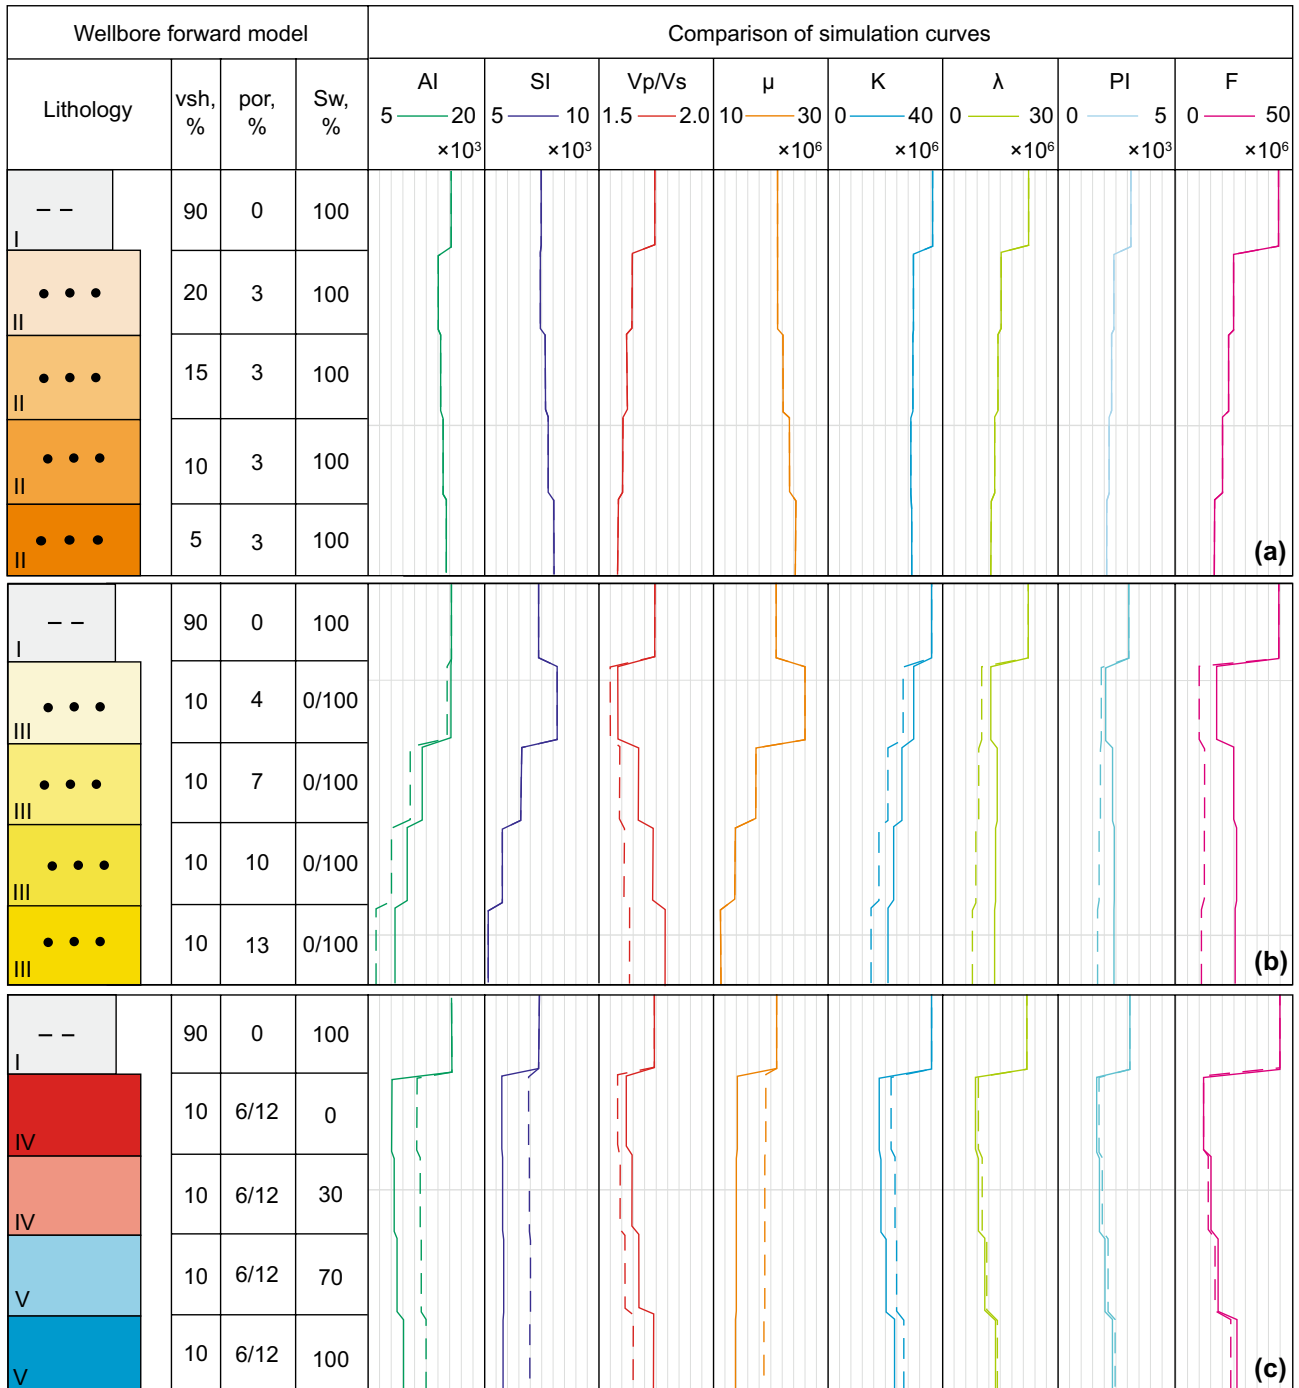 Wellbore forward model
Comparison of simulation curves
Lithology
vsh, %
por, %
Sw, %
AI
5 20
×10³
SI
5 10
×10³
Vp/Vs
1.5 2.0
μ
10 30
×10⁶
K
0 40
×10⁶
λ
0 30
×10⁶
PI
0 5
×10³
F
0 50
×10⁶
I 90 0 100
II 20 3 100
II 15 3 100
II 10 3 100
II 5 3 100
(a)
I 90 0 100
III 10 4 0/100
III 10 7 0/100
III 10 10 0/100
III 10 13 0/100
(b)
I 90 0 100
IV 10 6/12 0
IV 10 6/12 30
V 10 6/12 70
V 10 6/12 100
(c)